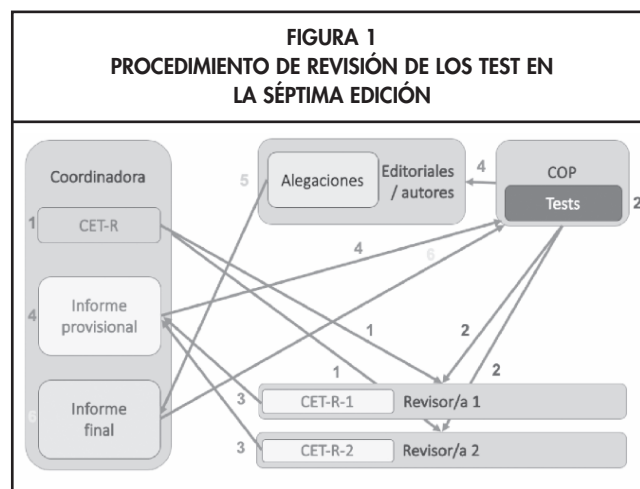 FIGURA 1
PROCEDIMIENTO DE REVISIÓN DE LOS TEST EN
LA SÉPTIMA EDICIÓN
Coordinadora
1
CET-R
4
Informe
provisional
6
Informe
final
5
Alegaciones
Editoriales
/ autores
4
COP
Tests
2
4
6
1
2
1
2
3
CET-R-1
Revisor/a 1
3
CET-R-2
Revisor/a 2